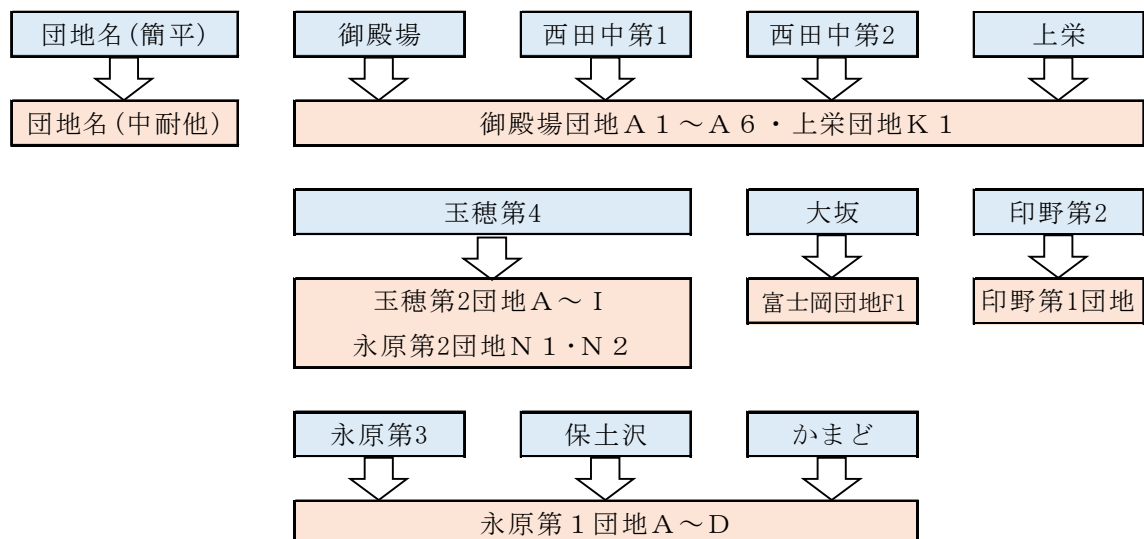 団地名(簡平)
御殿場
西田中第1
西田中第2
上栄
団地名(中耐他)
御殿場団地A1~A6・上栄団地K1
玉穂第4
大坂
印野第2
玉穂第2団地A~I
永原第2団地N1・N2
富士岡団地F1
印野第1団地
永原第3
保土沢
かまど
永原第1団地A~D